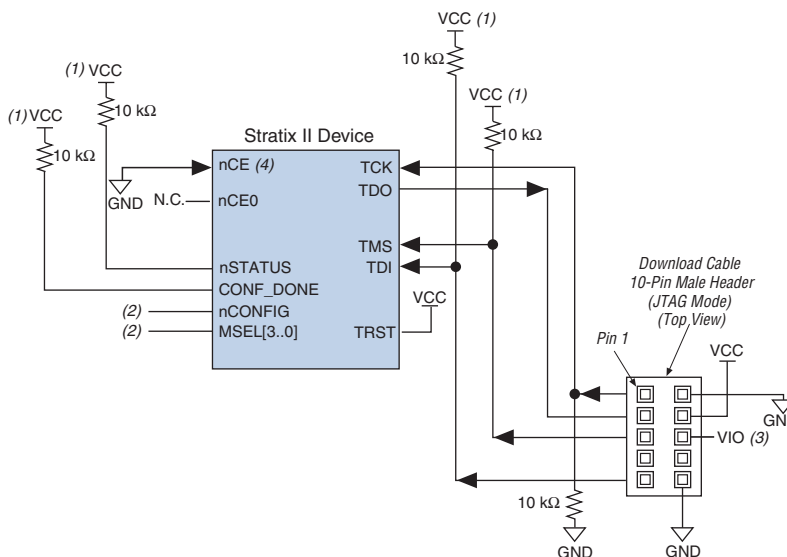 VCC (1)
10 kΩ
(1) VCC
10 kΩ
VCC (1)
10 kΩ
(1) VCC
10 kΩ
Stratix II Device
nCE (4)
TCK
GND
TDO
N.C.
nCE0
TMS
nSTATUS
TDI
CONF_DONE
(2)
nCONFIG
(2)
MSEL[3..0]
TRST
VCC
Download Cable
10-Pin Male Header
(JTAG Mode)
(Top View)
Pin 1
VCC
GN
VIO (3)
10 kΩ
GND
GND